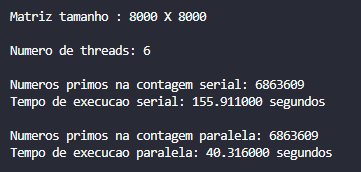 Matriz tamanho : 8000 X 8000
Numero de threads: 6
Numeros primos na contagem serial: 6863609
Tempo de execucao serial: 155.911000 segundos
Numeros primos na contagem paralela: 6863609
Tempo de execucao paralela: 40.316000 segundos